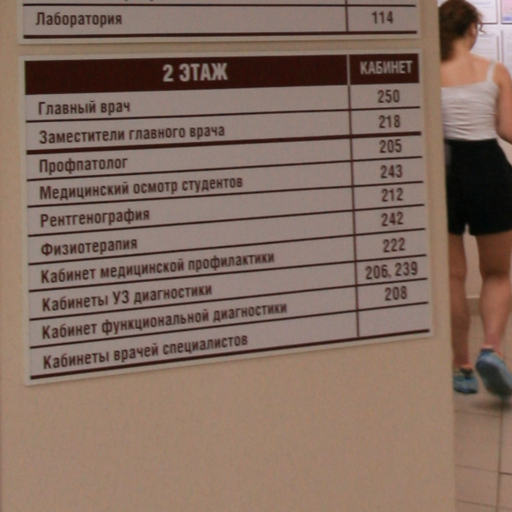 Лаборатория 114
2 ЭТАЖ КАБИНЕТ
Главный врач 250
Заместители главного врача 218
Профпатолог 205
Медицинский осмотр студентов 243
Рентгенография 212
Физиотерапия 242
Кабинет медицинской профилактики 222
Кабинеты УЗ диагностики 206, 239
Кабинет функциональной диагностики 208
Кабинеты врачей специалистов